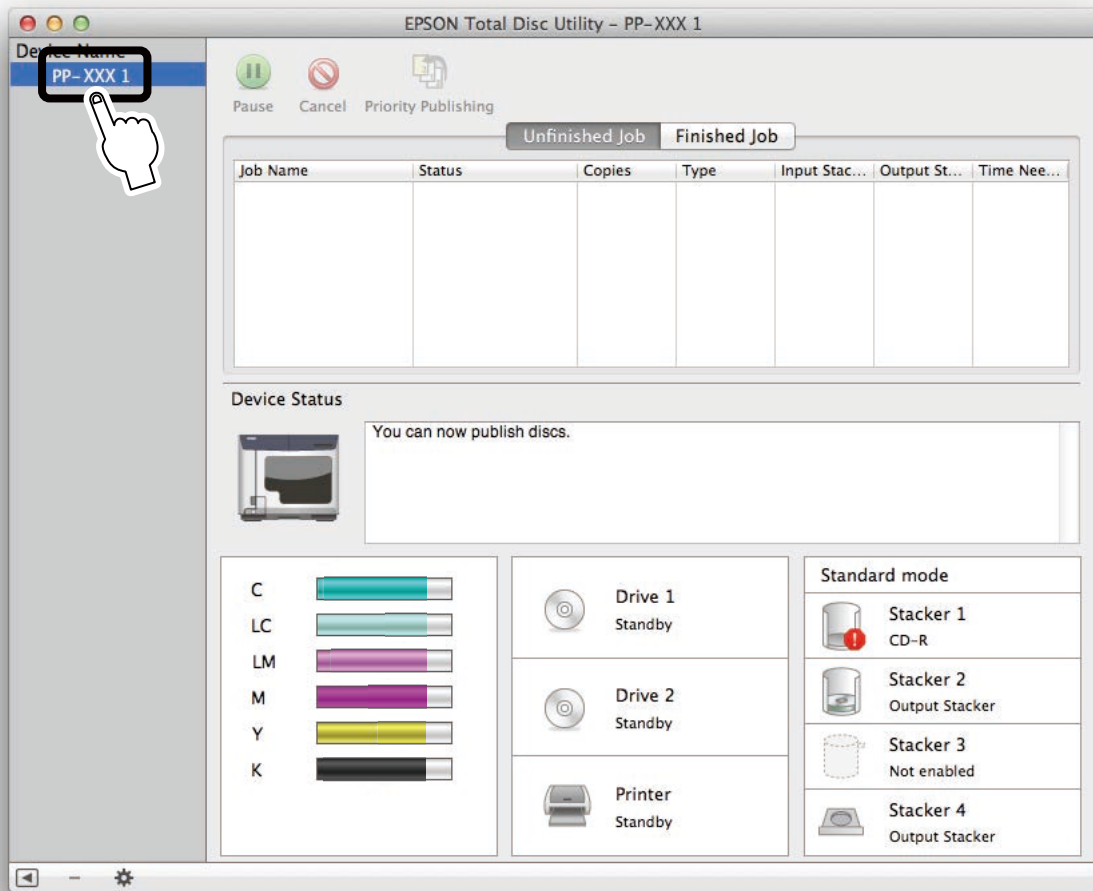 EPSON Total Disc Utility – PP-XXX 1
Device Name
PP-XXX 1
Pause Cancel Priority Publishing
Unfinished Job Finished Job
Job Name Status Copies Type Input Stac... Output St... Time Nee...
Device Status
You can now publish discs.
C
LC
LM
M
Y
K
Drive 1
Standby
Drive 2
Standby
Printer
Standby
Standard mode
Stacker 1
CD-R
Stacker 2
Output Stacker
Stacker 3
Not enabled
Stacker 4
Output Stacker